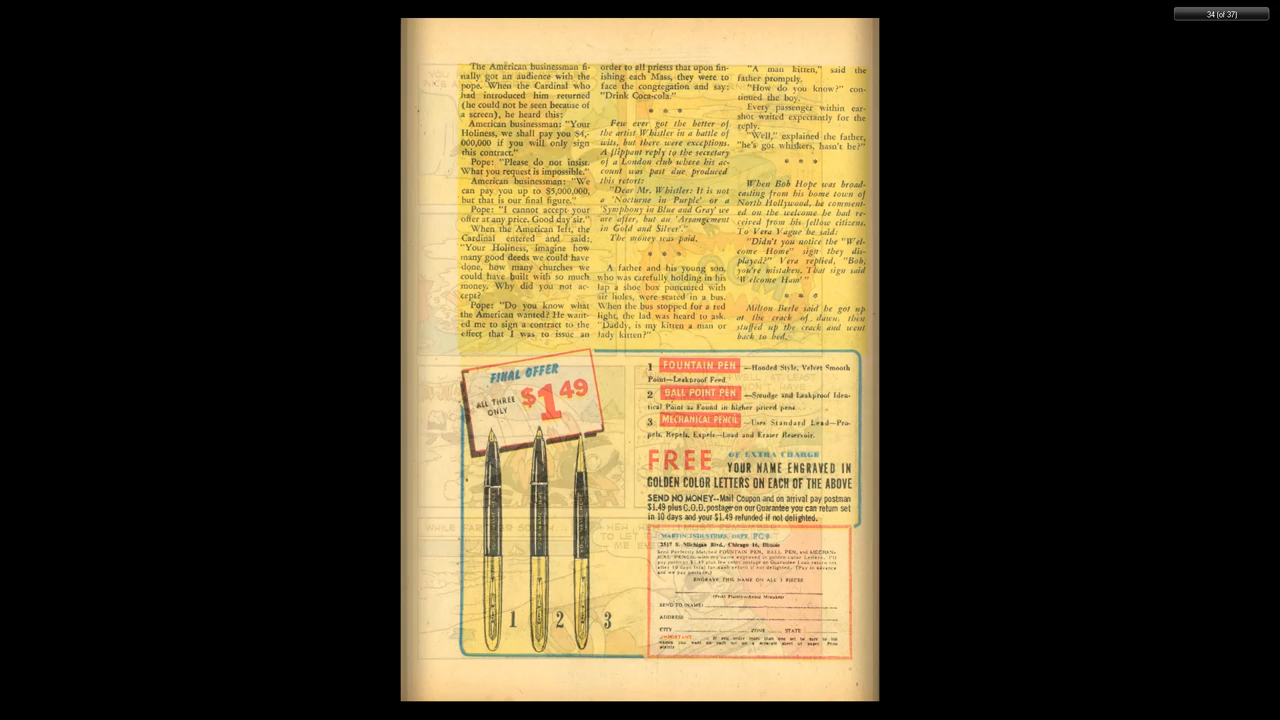 34 (of 37)
The American businessman fi-
nally got an audience with the
pope. When the Cardinal who
had introduced him returned
(he could not be seen because of
a screen), he heard this:
American businessman: "Your
Holiness, we shall pay you $4,-
000,000 if you will only sign
this contract."
Pope: "Please do not insist.
What you request is impossible."
American businessman: "We
can pay you up to $5,000,000,
but that is our final figure."
Pope: "I cannot accept your
offer at any price. Good day sir."
When the American left, the
Cardinal entered and said:
"Your Holiness, imagine how
many good deeds we could have
done, how many churches we
could have built with so much
money. Why did you not ac-
cept?
Pope: "Do you know what
the American wanted? He want-
ed me to sign a contract to the
effect that I was to issue an
order to all priests that upon fin-
ishing each Mass, they were to
face the congregation and say:
"Drink Coca-cola."
* * *
Few ever got the better of
the artist Whistler in a battle of
wits, but there were exceptions.
A flippant reply to the secretary
of a London club where his ac-
count was past due produced
this retort:
"Dear Mr. Whistler: It is not
a 'Nocturne in Purple' or a
'Symphony in Blue and Gray' we
are after, but an 'Arrangement
in Gold and Silver'."
The money was paid.
* * *
A father and his young son,
who was carefully holding in his
lap a shoe box punctured with
air holes, were seated in a bus.
When the bus stopped for a red
light, the lad was heard to ask.
"Daddy, is my kitten a man or
lady kitten?"
"A man kitten," said the
father promptly.
"How do you know?" con-
tinued the boy.
Every passenger within ear-
shot waited expectantly for the
reply.
"Well," explained the father,
"he's got whiskers, hasn't he?"
* * *
When Bob Hope was broad-
casting from his home town of
North Hollywood, he comment-
ed on the welcome he had re-
ceived from his fellow citizens.
To Vera Vague he said:
"Didn't you notice the "Wel-
come Home" sign they dis-
played?" Vera replied, "Bob,
you're mistaken. That sign said
'Welcome Ham'"
* * *
Milton Berle said he got up
at the crack of dawn, then
stuffed up the crack and went
back to bed.
FINAL OFFER
ALL THREE
ONLY
$1 49
1 2 3
1 FOUNTAIN PEN —Hooded Style, Velvet Smooth
Point—Leakproof Feed.
2 BALL POINT PEN —Smudge and Leakproof Iden-
tical Point as Found in higher priced pens
3 MECHANICAL PENCIL —Uses Standard Lead—Pro-
pels, Repels, Expels—Lead and Eraser Reservoir.
FREE OF EXTRA CHARGE
YOUR NAME ENGRAVED IN
GOLDEN COLOR LETTERS ON EACH OF THE ABOVE
SEND NO MONEY--Mail Coupon and on arrival pay postman
$1.49 plus C.O.D. postage on our Guarantee you can return set
in 10 days and your $1.49 refunded if not delighted.
MARTIN INDUSTRIES, DEPT.
S. Michigan Blvd., Chicago 16, Illinois
Send Perfectly Matched FOUNTAIN PEN, BALL PEN, and MECHAN-
ICAL PENCIL with my name engraved in golden color Letters. I'll
ENGRAVE THIS NAME ON ALL 3 PIECES
SEND TO (NAME)
ADDRESS
CITY ZONE STATE
IMPORTANT